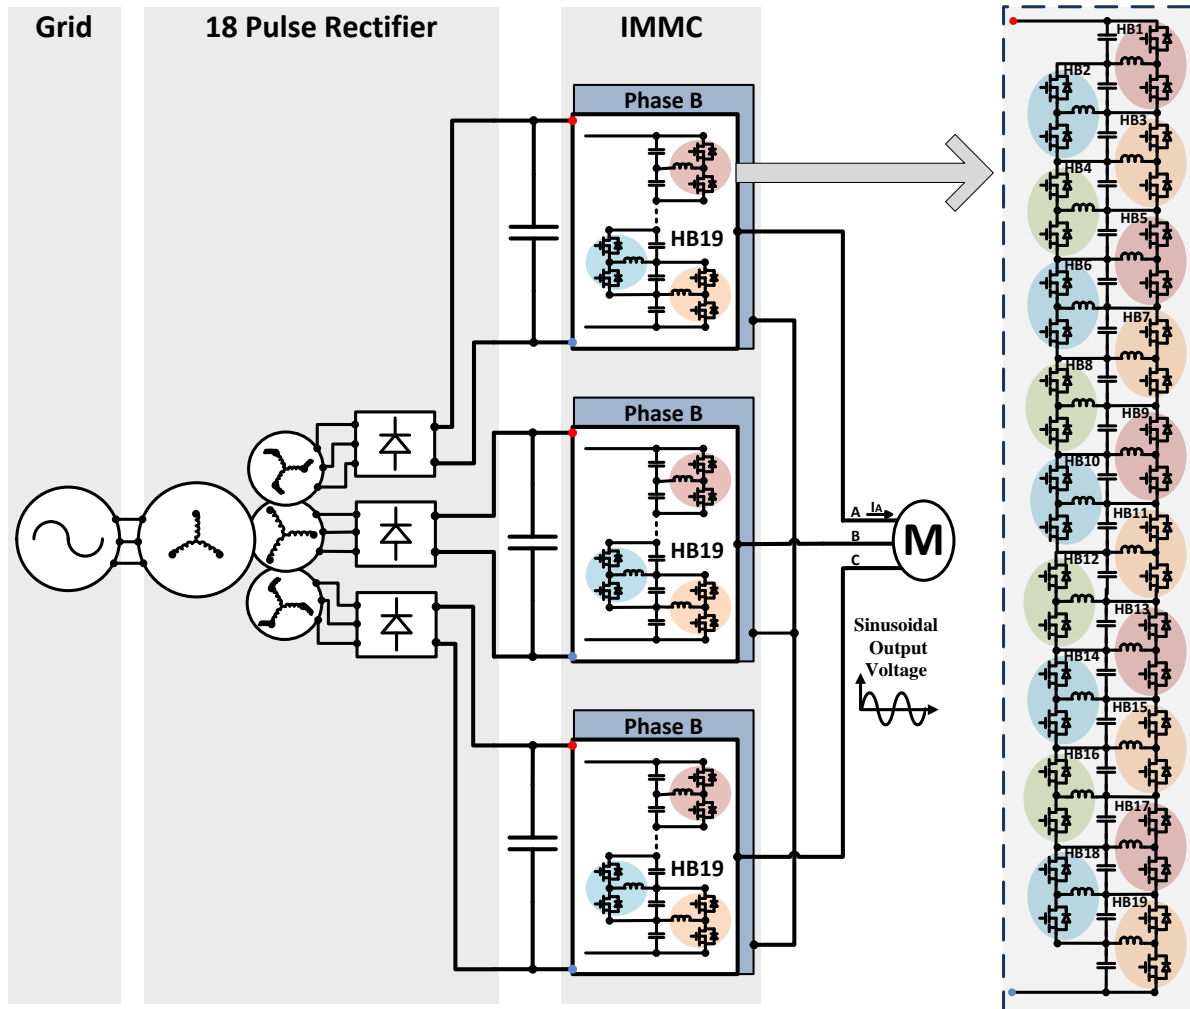 Grid
18 Pulse Rectifier
IMMC
Phase B
HB19
Phase B
HB19
Phase B
HB19
A IA
B
C
M
Sinusoidal
Output
Voltage
HB1
HB2
HB3
HB4
HB5
HB6
HB7
HB8
HB9
HB10
HB11
HB12
HB13
HB14
HB15
HB16
HB17
HB18
HB19